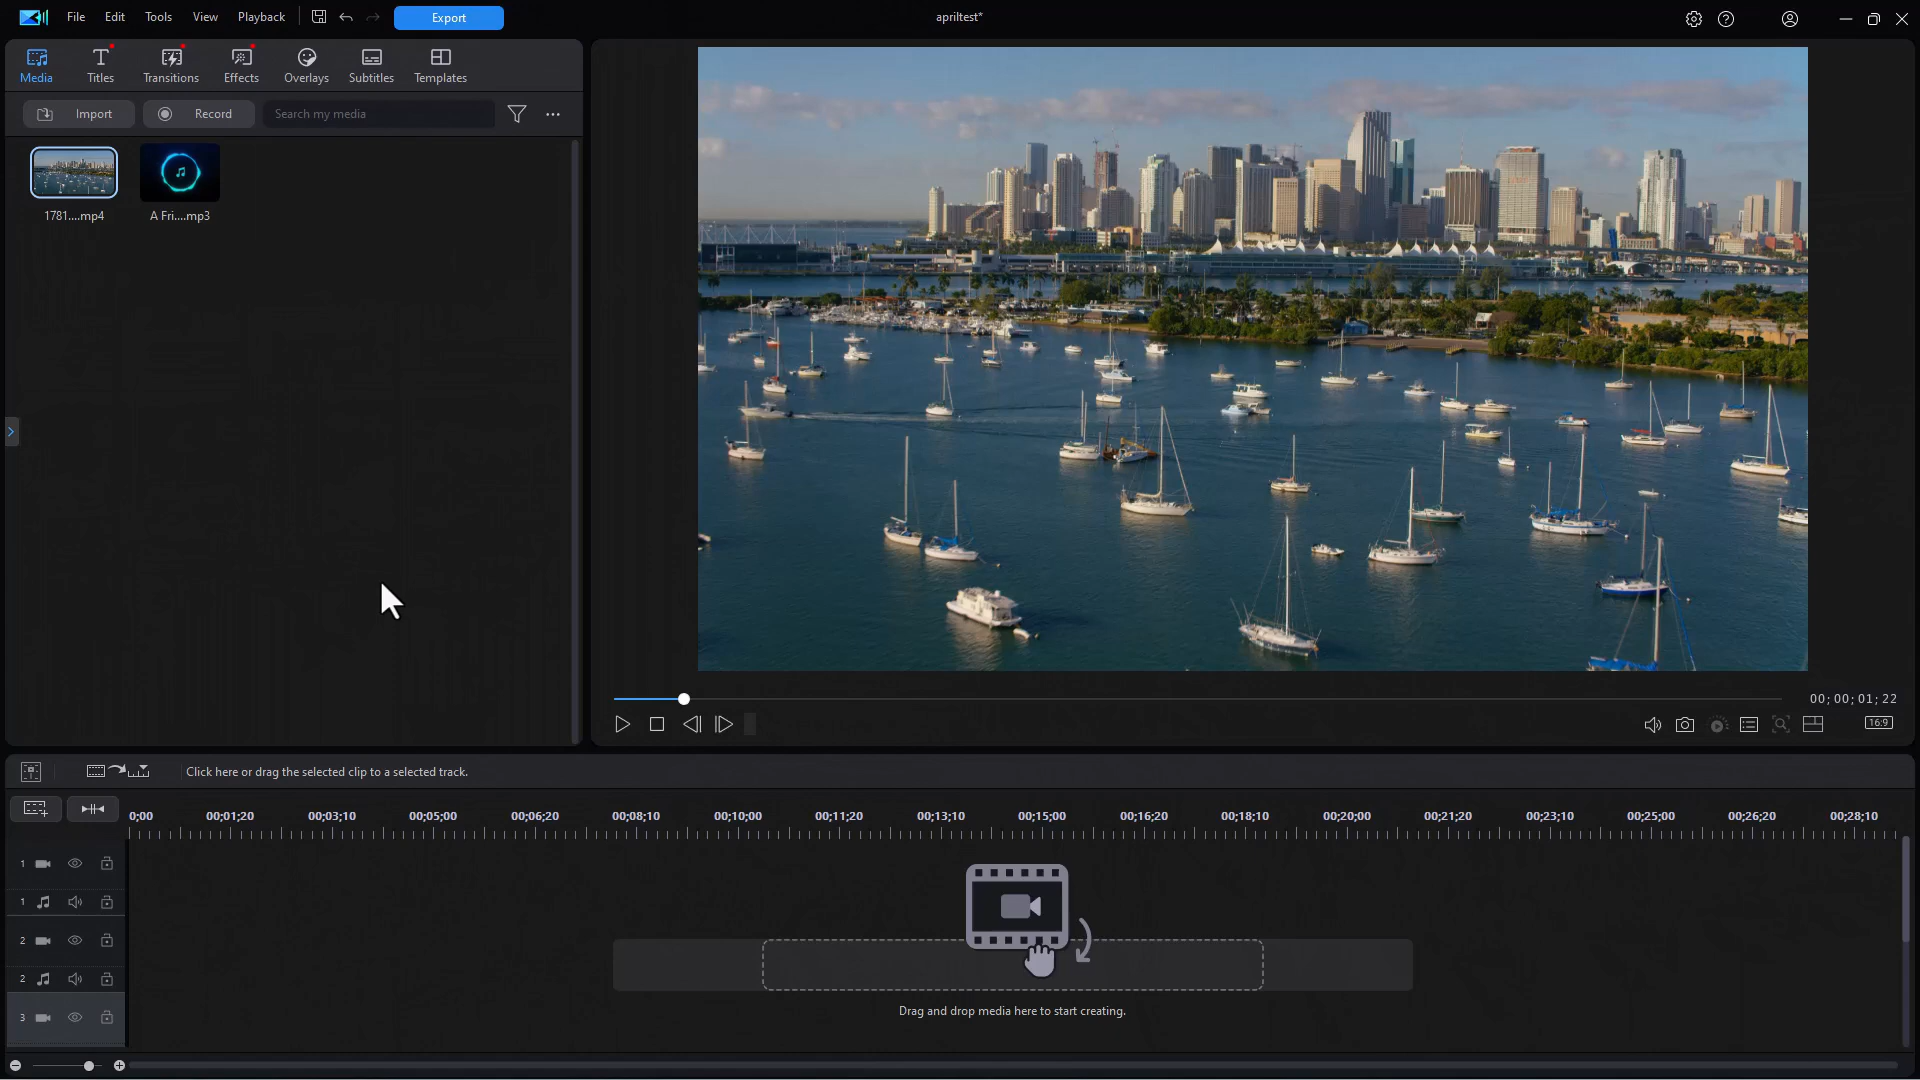 File Edit Tools View Playback Export apriltest*
Media Titles Transitions Effects Overlays Subtitles Templates
Import Record Search my media
1781....mp4 A Fri....mp3
00; 00; 01; 22
16:9
Click here or drag the selected clip to a selected track.
0;00 00;01;20 00;03;10 00;05;00 00;06;20 00;08;10 00;10;00 00;11;20 00;13;10 00;15;00 00;16;20 00;18;10 00;20;00 00;21;20 00;23;10 00;25;00 00;26;20 00;28;10
1
1
2
2
3
Drag and drop media here to start creating.